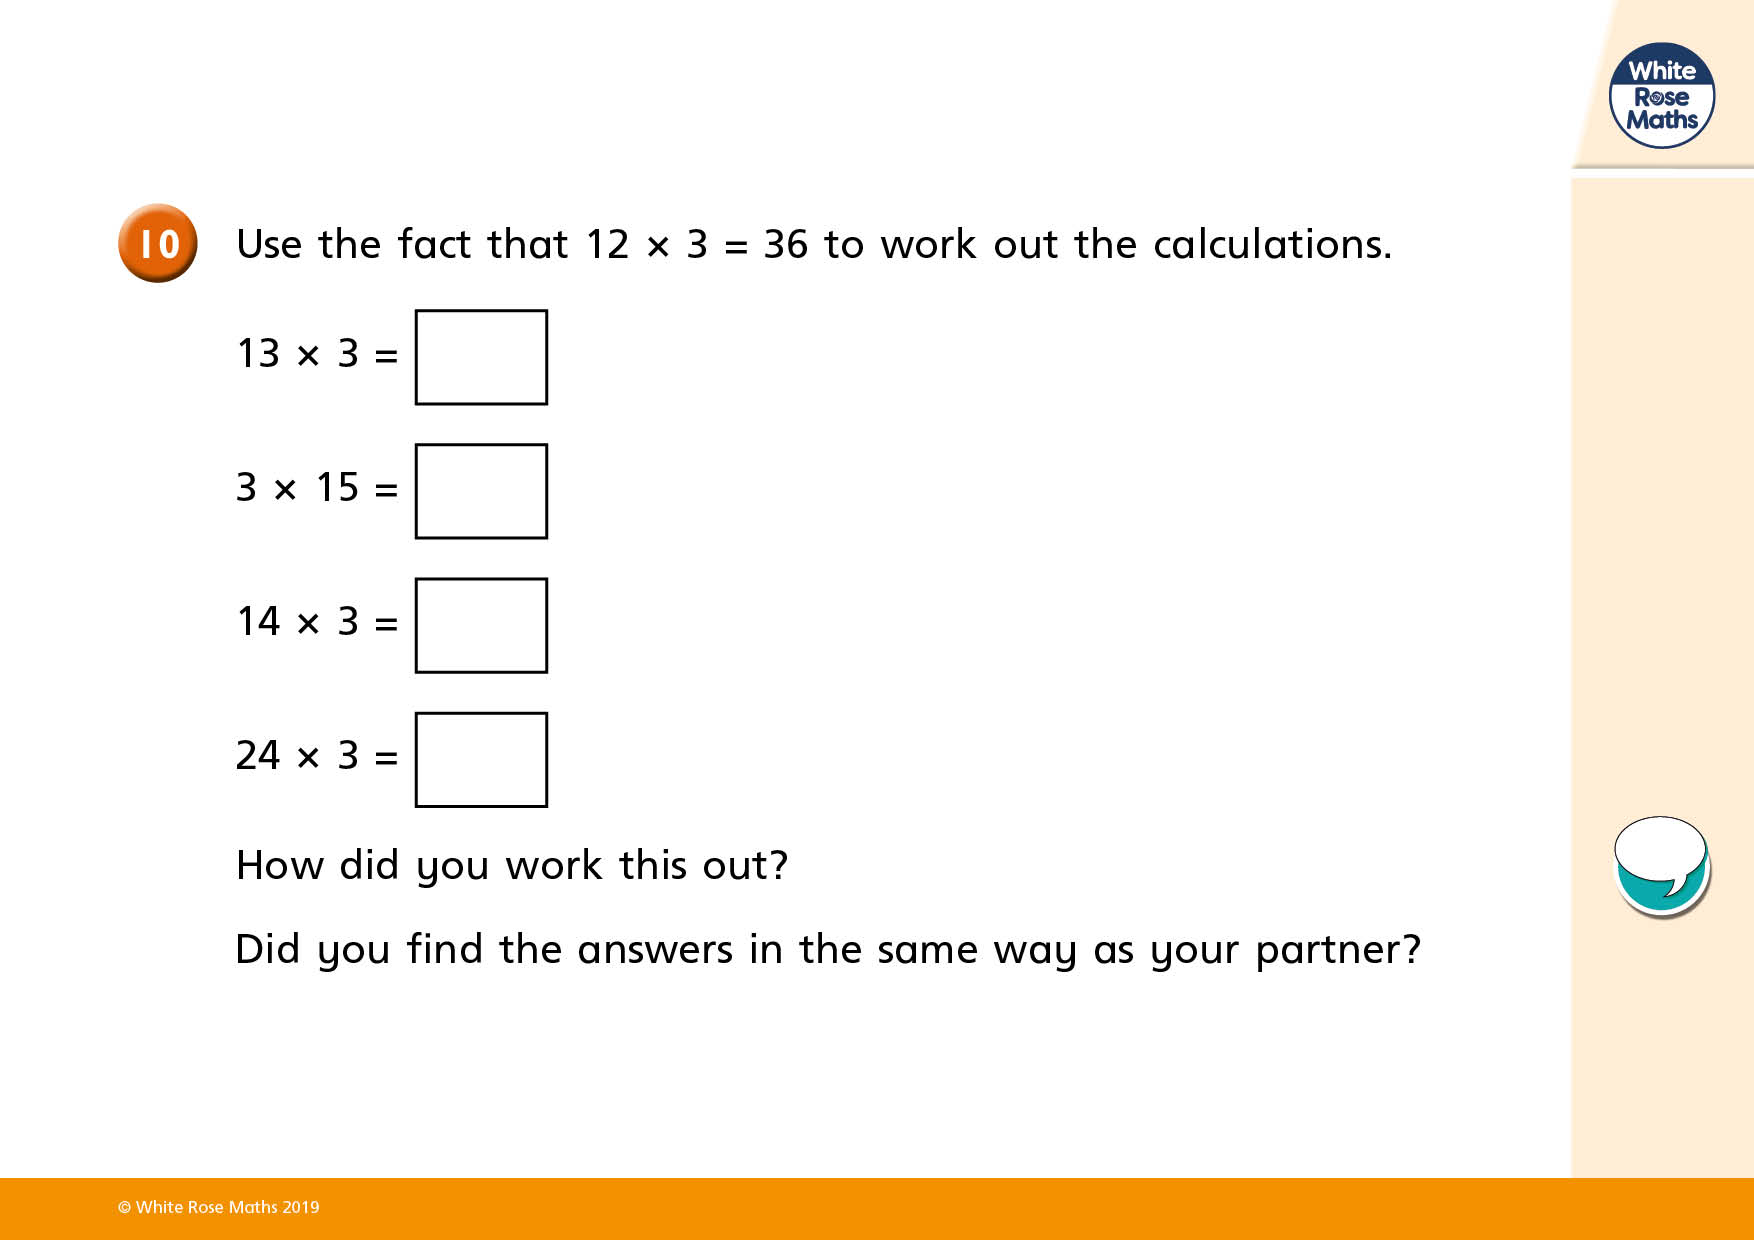 White
Rose
Maths
10 Use the fact that 12 × 3 = 36 to work out the calculations.
13 × 3 =
3 × 15 =
14 × 3 =
24 × 3 =
How did you work this out?
Did you find the answers in the same way as your partner?
© White Rose Maths 2019